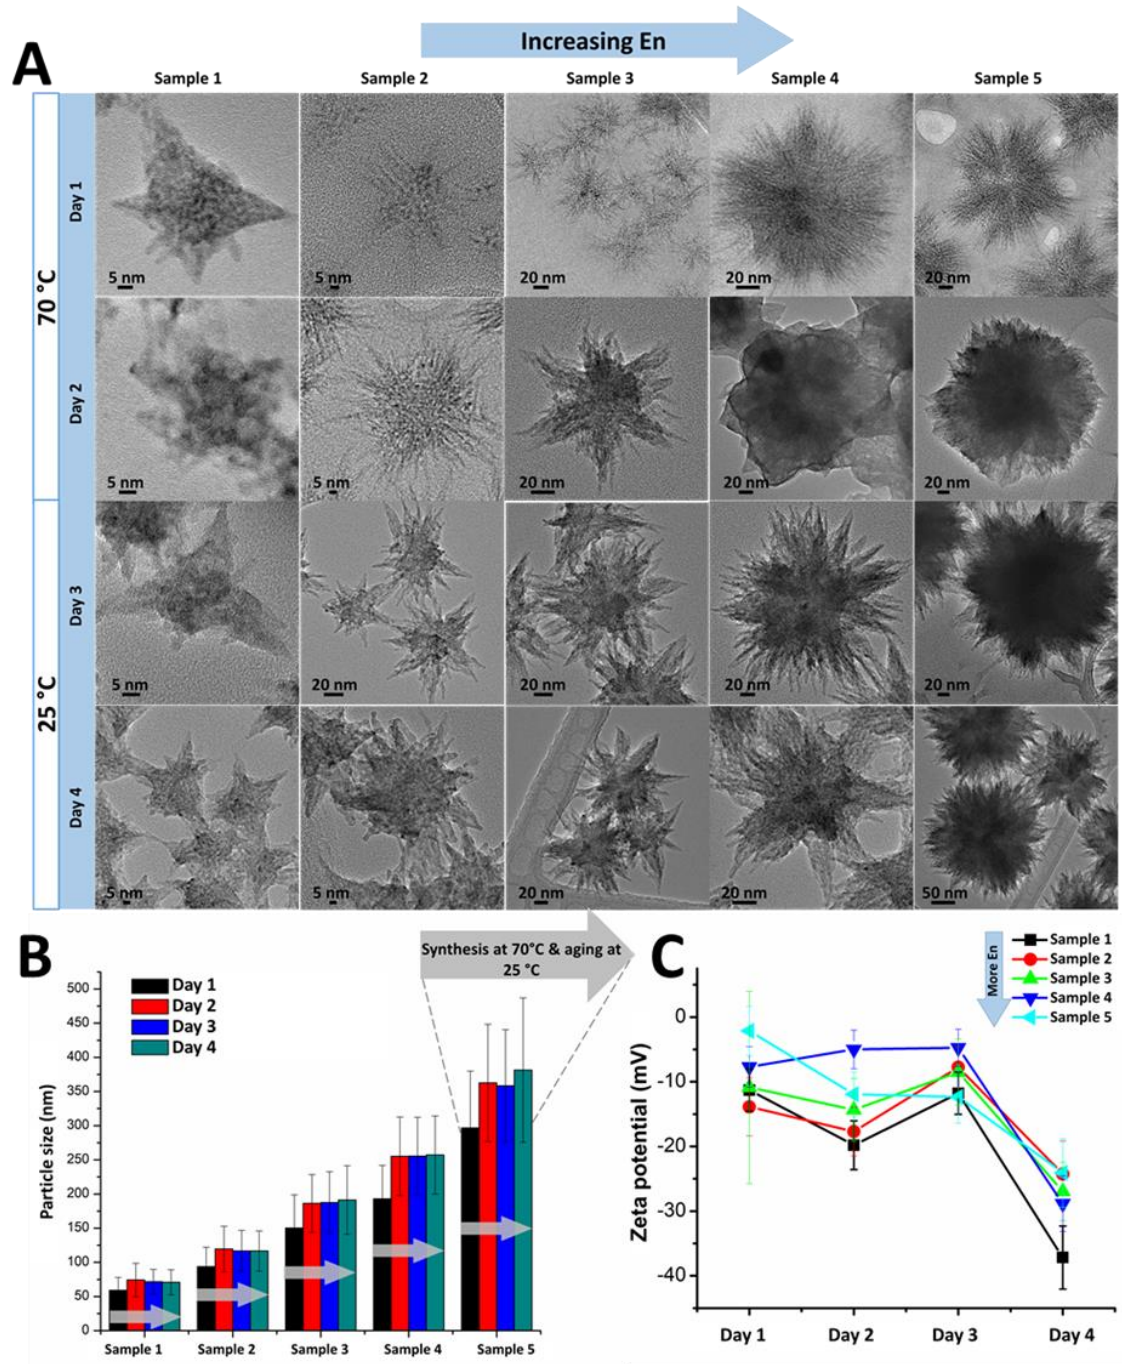 Increasing En
A
Sample 1 Sample 2 Sample 3 Sample 4 Sample 5
70 °C
Day 1
5 nm 5 nm 20 nm 20 nm 20 nm
Day 2
5 nm 5 nm 20 nm 20 nm 20 nm
25 °C
Day 3
5 nm 20 nm 20 nm 20 nm 20 nm
Day 4
5 nm 5 nm 20 nm 20 nm 50 nm
Synthesis at 70°C & aging at
25 °C
B
Day 1
Day 2
Day 3
Day 4
Particle size (nm)
500
450
400
350
300
250
200
150
100
50
0
Sample 1 Sample 2 Sample 3 Sample 4 Sample 5
C
More En
Sample 1
Sample 2
Sample 3
Sample 4
Sample 5
Zeta potential (mV)
0
-10
-20
-30
-40
Day 1 Day 2 Day 3 Day 4